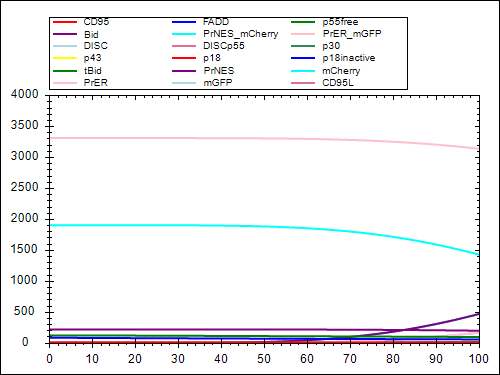 CD95 FADD p55free
Bid PrNES_mCherry PrER_mGFP
DISC DISCp55 p30
p43 p18 p18inactive
tBid PrNES mCherry
PrER mGFP CD95L
4000
3500
3000
2500
2000
1500
1000
500
0
0 10 20 30 40 50 60 70 80 90 100